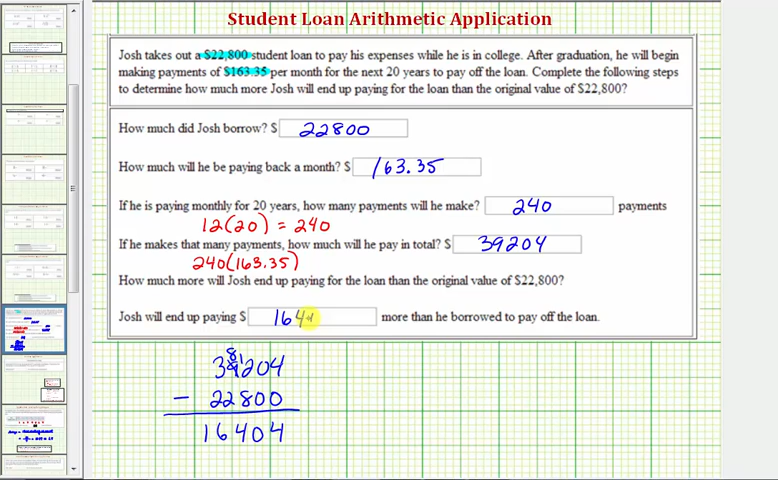 Student Loan Arithmetic Application
Josh takes out a $22,800 student loan to pay his expenses while he is in college. After graduation, he will begin
making payments of $163.35 per month for the next 20 years to pay off the loan. Complete the following steps
to determine how much more Josh will end up paying for the loan than the original value of $22,800?
How much did Josh borrow? $ 22800
How much will he be paying back a month? $ 163.35
If he is paying monthly for 20 years, how many payments will he make? 240 payments
12(20) = 240
If he makes that many payments, how much will he pay in total? $ 39204
240(163.35)
How much more will Josh end up paying for the loan than the original value of $22,800?
Josh will end up paying $ 164 more than he borrowed to pay off the loan.
8 1
39204
- 22800
16404